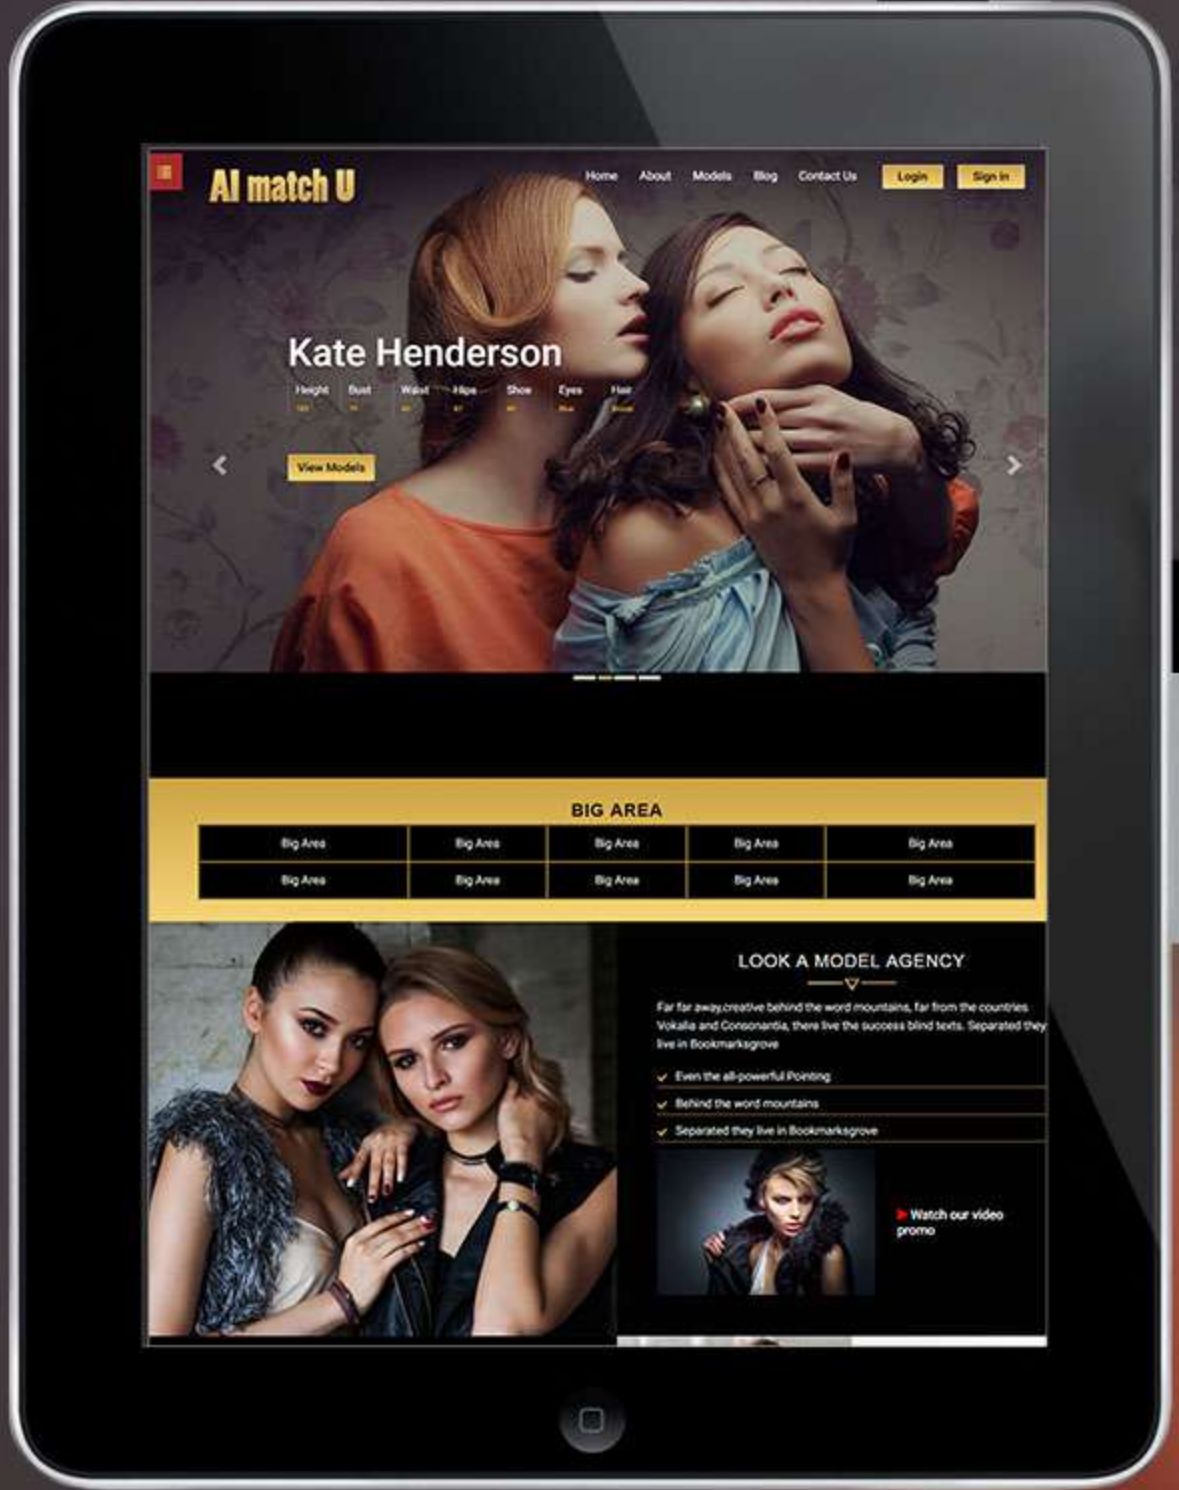 AI match U
Home About Models Blog Contact Us Login Sign in
Kate Henderson
Height Bust Waist Hips Shoe Eyes Hair
Blue
View Models
BIG AREA
Big Area Big Area Big Area Big Area Big Area
Big Area Big Area Big Area Big Area Big Area
LOOK A MODEL AGENCY
Far far away,creative behind the word mountains, far from the countries
Vokalia and Consonantia, there live the success blind texts. Separated they
live in Bookmarksgrove
Even the all-powerful Pointing
Behind the word mountains
Separated they live in Bookmarksgrove
Watch our video
promo